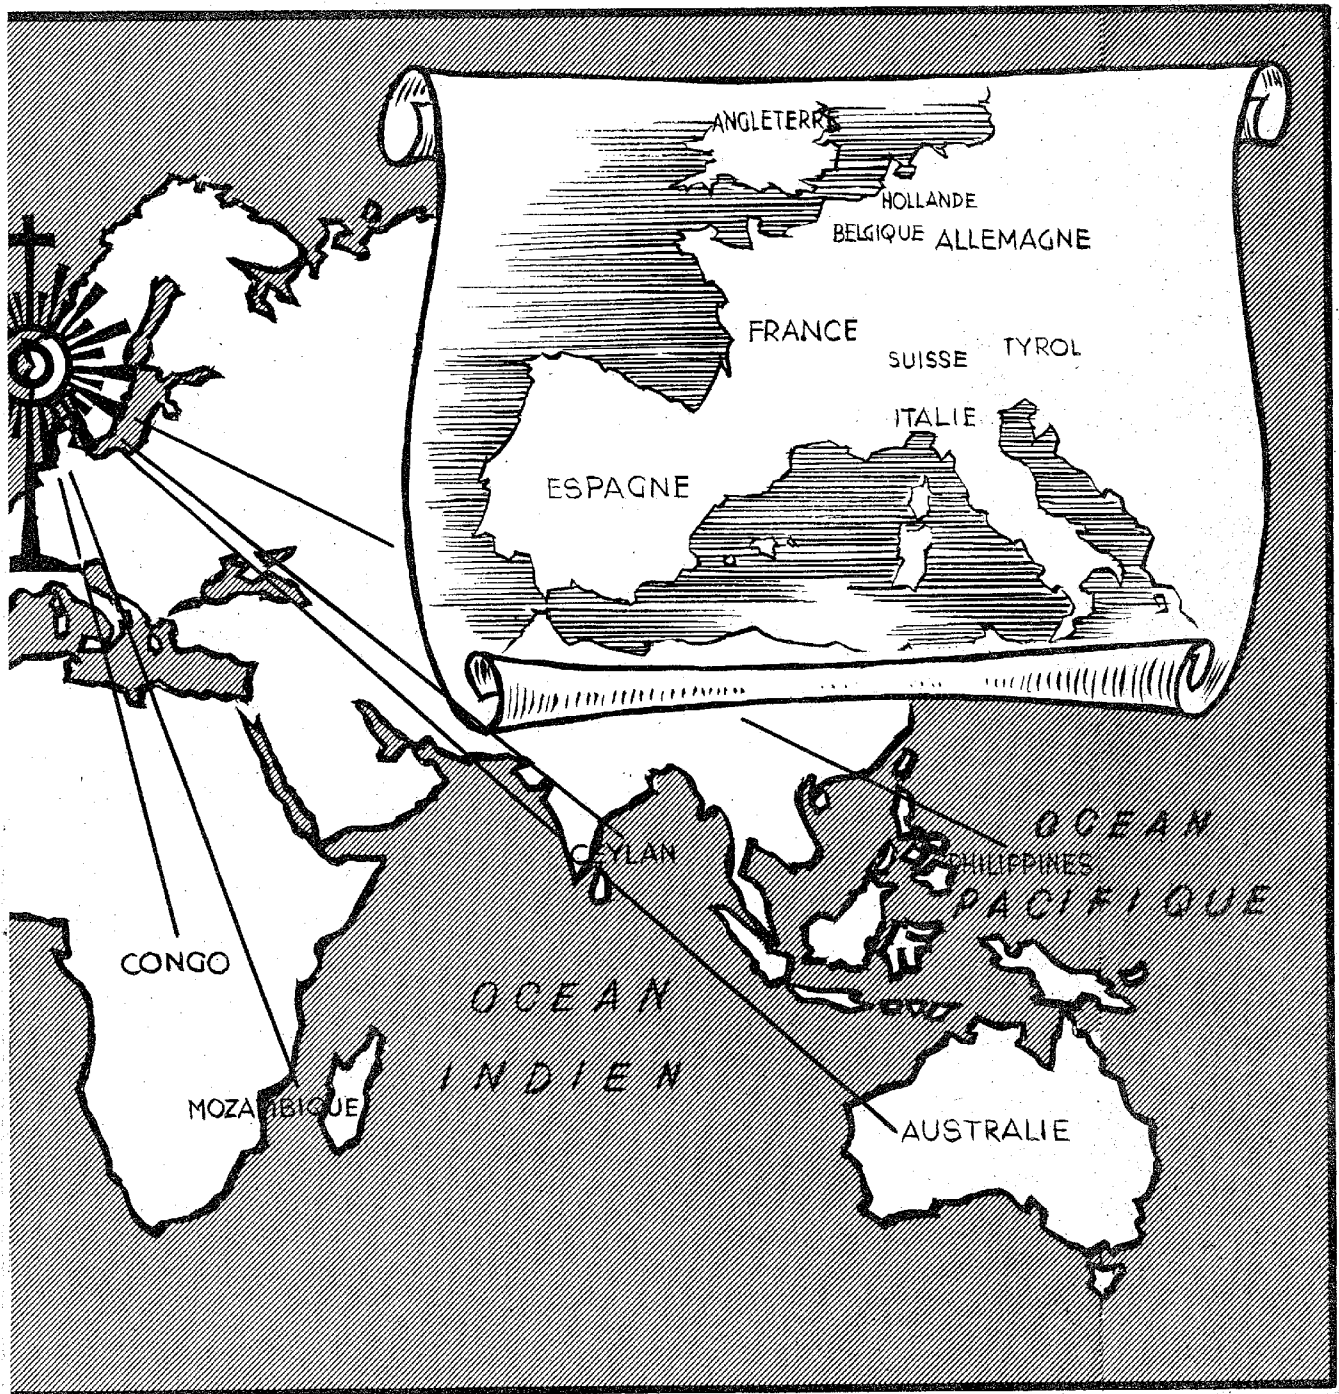 ANGLETERRE
HOLLANDE
BELGIQUE ALLEMAGNE
FRANCE
SUISSE TYROL
ITALIE
ESPAGNE
OCEAN
PACIFIQUE
CEYLAN
PHILIPPINES
CONGO
OCEAN
INDIEN
MOZAMBIQUE
AUSTRALIE